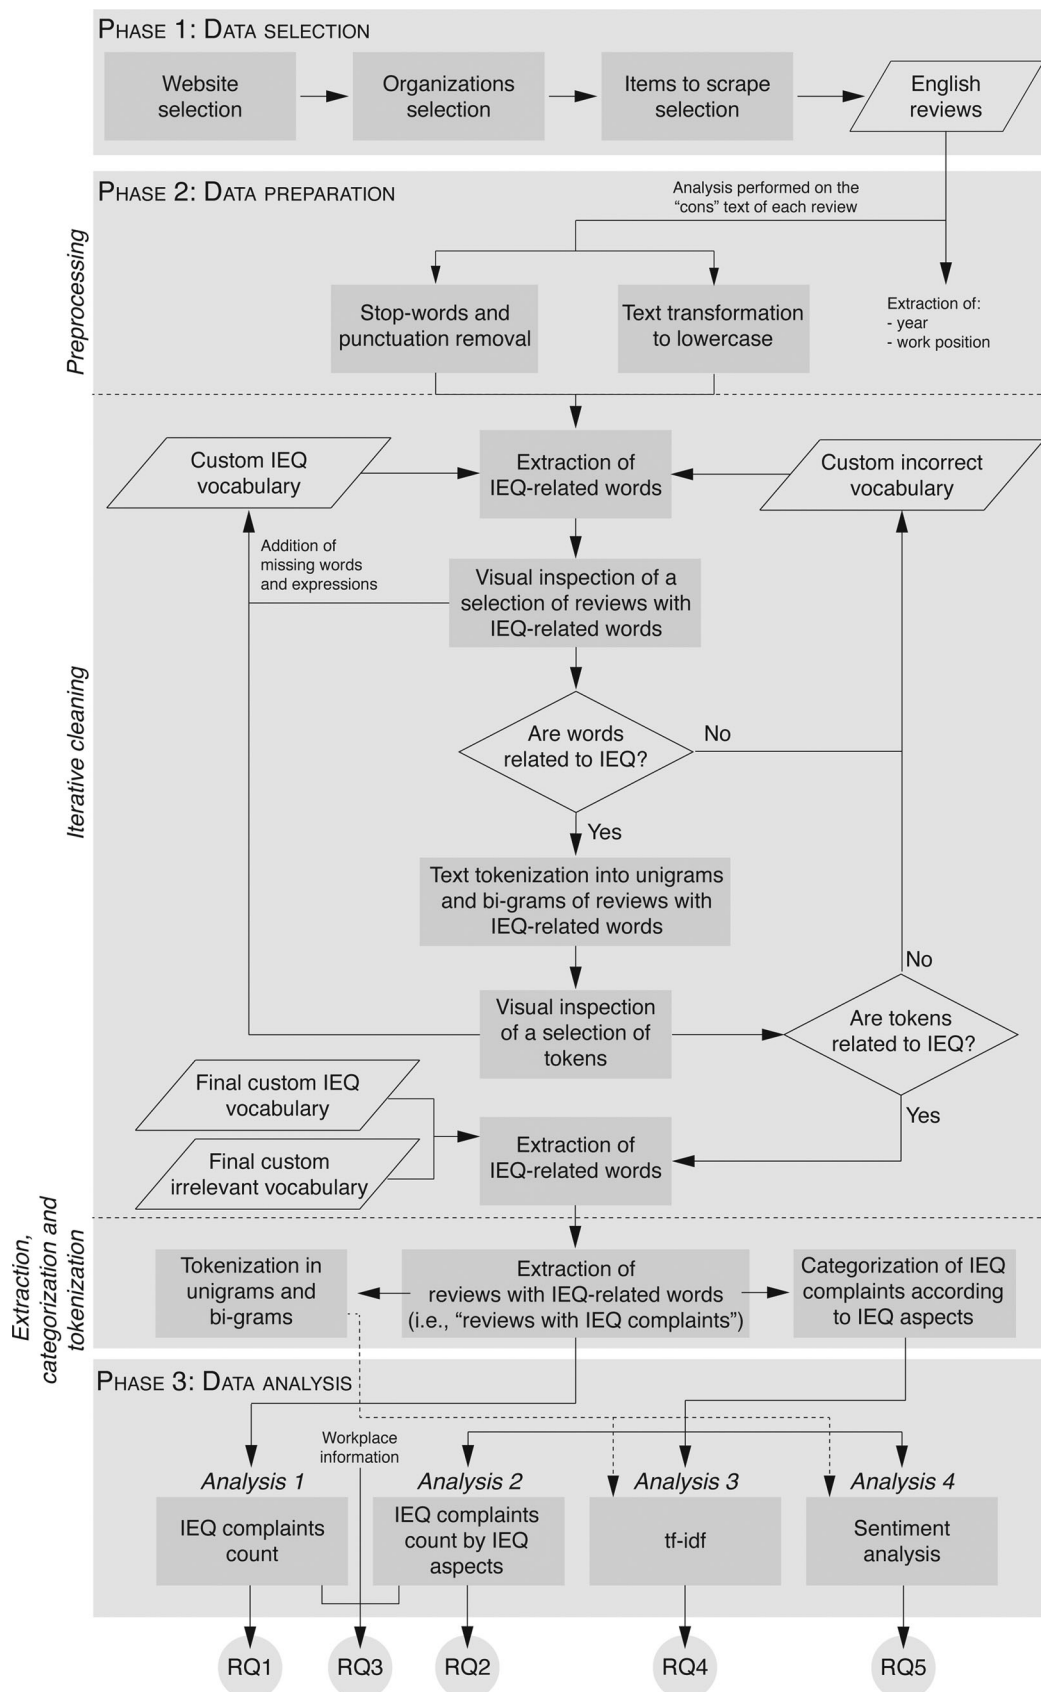 PHASE 1: DATA SELECTION
Website
selection
Organizations
selection
Items to scrape
selection
English
reviews
PHASE 2: DATA PREPARATION
Analysis performed on the
“cons” text of each review
Preprocessing
Stop-words and
punctuation removal
Text transformation
to lowercase
Extraction of:
- year
- work position
Custom IEQ
vocabulary
Extraction of
IEQ-related words
Custom incorrect
vocabulary
Addition of
missing words
and expressions
Visual inspection of a
selection of reviews with
IEQ-related words
Iterative cleaning
Are words
related to IEQ?
No
Yes
Text tokenization into unigrams
and bi-grams of reviews with
IEQ-related words
No
Visual inspection
of a selection of
tokens
Are tokens
related to IEQ?
Yes
Final custom IEQ
vocabulary
Final custom
irrelevant vocabulary
Extraction of
IEQ-related words
Extraction,
categorization and
tokenization
Tokenization in
unigrams and
bi-grams
Extraction of
reviews with IEQ-related words
(i.e., “reviews with IEQ complaints”)
Categorization of IEQ
complaints according
to IEQ aspects
PHASE 3: DATA ANALYSIS
Workplace
information
Analysis 1
IEQ complaints
count
Analysis 2
IEQ complaints
count by IEQ
aspects
Analysis 3
tf-idf
Analysis 4
Sentiment
analysis
RQ1
RQ3
RQ2
RQ4
RQ5